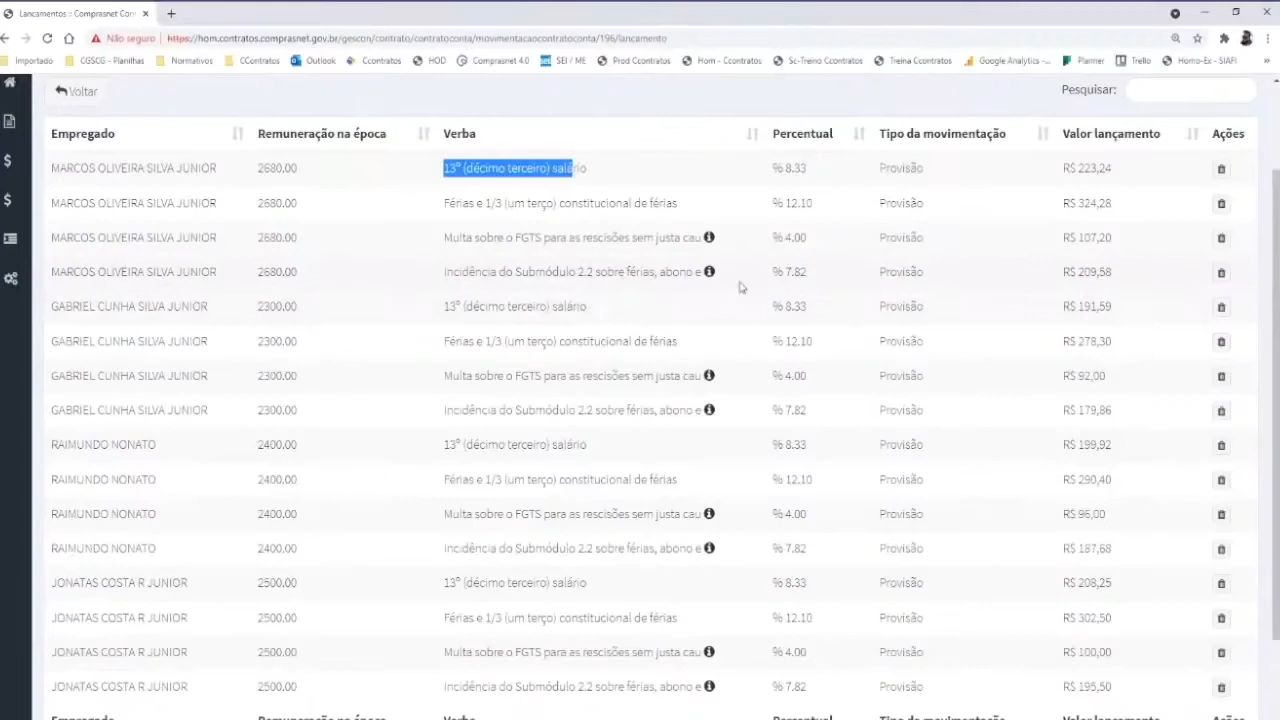 Lancamentos :: Comprasnet Con
Não seguro | https://hom.contratos.comprasnet.gov.br/gescon/contrato/contratoconta/movimentacaocontratoconta/196/lancamento
Importado CGSCG - Planilhas Normativos CContratos Outlook Ccontratos HOD Comprasnet 4.0 SEI / ME Prod Ccontratos Hom - Ccontratos Sc-Treino Ccontratos Treina Ccontratos Google Analytics -... Planner Trello Homo-Ex - SIAFI »
Voltar Pesquisar:
Empregado Remuneração na época Verba Percentual Tipo da movimentação Valor lançamento Ações
MARCOS OLIVEIRA SILVA JUNIOR 2680.00 13º (décimo terceiro) salário % 8.33 Provisão R$ 223,24
MARCOS OLIVEIRA SILVA JUNIOR 2680.00 Férias e 1/3 (um terço) constitucional de férias % 12.10 Provisão R$ 324,28
MARCOS OLIVEIRA SILVA JUNIOR 2680.00 Multa sobre o FGTS para as rescisões sem justa cau % 4.00 Provisão R$ 107,20
MARCOS OLIVEIRA SILVA JUNIOR 2680.00 Incidência do Submódulo 2.2 sobre férias, abono e % 7.82 Provisão R$ 209,58
GABRIEL CUNHA SILVA JUNIOR 2300.00 13º (décimo terceiro) salário % 8.33 Provisão R$ 191,59
GABRIEL CUNHA SILVA JUNIOR 2300.00 Férias e 1/3 (um terço) constitucional de férias % 12.10 Provisão R$ 278,30
GABRIEL CUNHA SILVA JUNIOR 2300.00 Multa sobre o FGTS para as rescisões sem justa cau % 4.00 Provisão R$ 92,00
GABRIEL CUNHA SILVA JUNIOR 2300.00 Incidência do Submódulo 2.2 sobre férias, abono e % 7.82 Provisão R$ 179,86
RAIMUNDO NONATO 2400.00 13º (décimo terceiro) salário % 8.33 Provisão R$ 199,92
RAIMUNDO NONATO 2400.00 Férias e 1/3 (um terço) constitucional de férias % 12.10 Provisão R$ 290,40
RAIMUNDO NONATO 2400.00 Multa sobre o FGTS para as rescisões sem justa cau % 4.00 Provisão R$ 96,00
RAIMUNDO NONATO 2400.00 Incidência do Submódulo 2.2 sobre férias, abono e % 7.82 Provisão R$ 187,68
JONATAS COSTA R JUNIOR 2500.00 13º (décimo terceiro) salário % 8.33 Provisão R$ 208,25
JONATAS COSTA R JUNIOR 2500.00 Férias e 1/3 (um terço) constitucional de férias % 12.10 Provisão R$ 302,50
JONATAS COSTA R JUNIOR 2500.00 Multa sobre o FGTS para as rescisões sem justa cau % 4.00 Provisão R$ 100,00
JONATAS COSTA R JUNIOR 2500.00 Incidência do Submódulo 2.2 sobre férias, abono e % 7.82 Provisão R$ 195,50
Empregado Remuneração na época Verba Percentual Tipo da movimentação Valor lançamento Ações